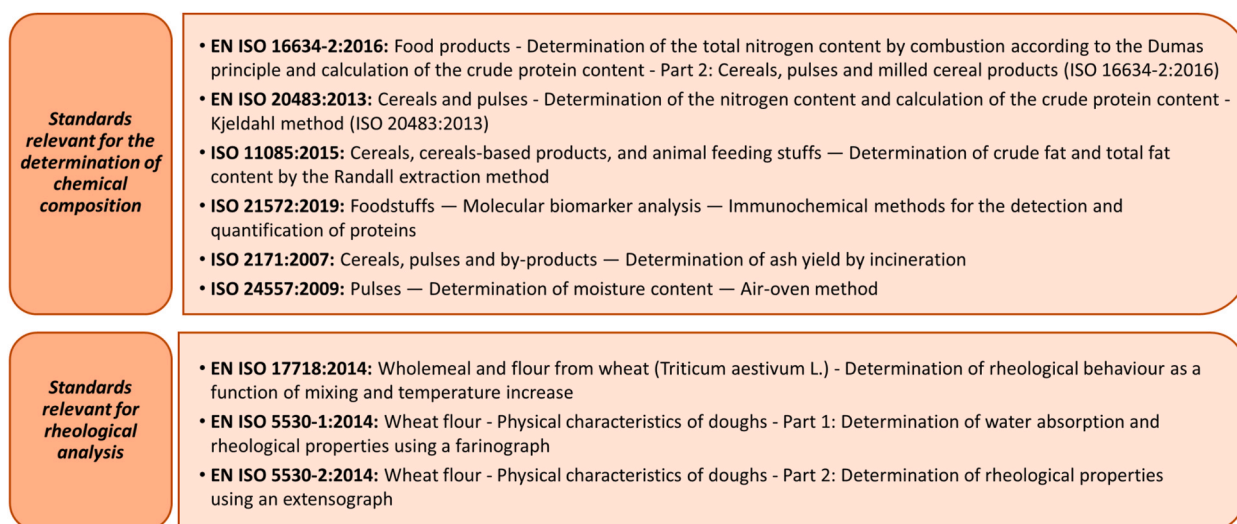 Standards
relevant for the
determination of
chemical
composition
• EN ISO 16634-2:2016: Food products - Determination of the total nitrogen content by combustion according to the Dumas
principle and calculation of the crude protein content - Part 2: Cereals, pulses and milled cereal products (ISO 16634-2:2016)
• EN ISO 20483:2013: Cereals and pulses - Determination of the nitrogen content and calculation of the crude protein content -
Kjeldahl method (ISO 20483:2013)
• ISO 11085:2015: Cereals, cereals-based products, and animal feeding stuffs — Determination of crude fat and total fat
content by the Randall extraction method
• ISO 21572:2019: Foodstuffs — Molecular biomarker analysis — Immunochemical methods for the detection and
quantification of proteins
• ISO 2171:2007: Cereals, pulses and by-products — Determination of ash yield by incineration
• ISO 24557:2009: Pulses — Determination of moisture content — Air-oven method
Standards
relevant for
rheological
analysis
• EN ISO 17718:2014: Wholemeal and flour from wheat (Triticum aestivum L.) - Determination of rheological behaviour as a
function of mixing and temperature increase
• EN ISO 5530-1:2014: Wheat flour - Physical characteristics of doughs - Part 1: Determination of water absorption and
rheological properties using a farinograph
• EN ISO 5530-2:2014: Wheat flour - Physical characteristics of doughs - Part 2: Determination of rheological properties
using an extensograph